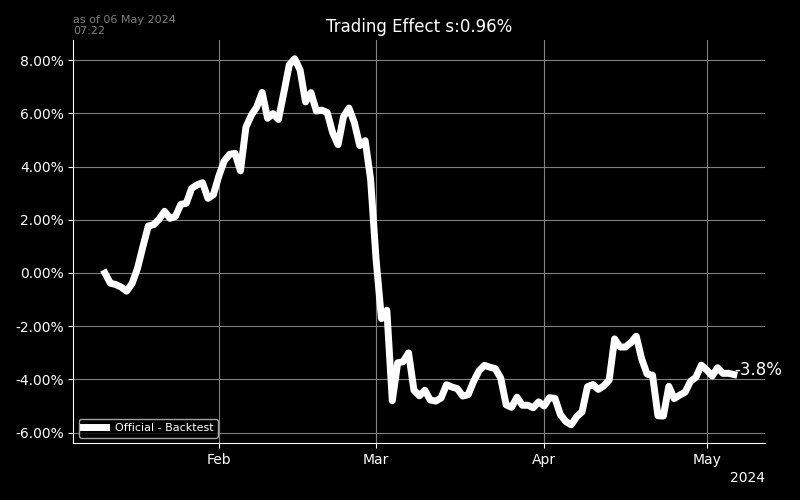 as of 06 May 2024
07:22
Trading Effect s:0.96%
8.00%
6.00%
4.00%
2.00%
0.00%
-2.00%
-4.00%
-6.00%
-3.8%
Official - Backtest
Feb
Mar
Apr
May
2024